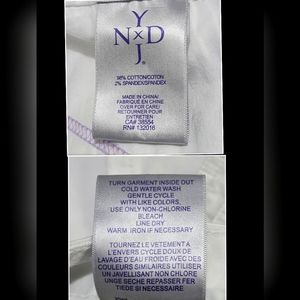 Y
N x D
J
98% COTTON/COTON
2% SPANDEX/SPANDEX
MADE IN CHINA/
FABRIQUÉ EN CHINE
OVER FOR CARE/
RETOURNER POUR
ENTRETIEN
CA# 38554
RN# 132016
TURN GARMENT INSIDE OUT
COLD WATER WASH
GENTLE CYCLE
WITH LIKE COLORS,
USE ONLY NON-CHLORINE
BLEACH
LINE DRY
WARM IRON IF NECESSARY
TOURNEZ LE VETEMENT A
L'ENVERS CYCLE DOUX DE
LAVAGE D'EAU FROIDE AVEC DES
COULEURS SIMILAIRES UTILISER
UN JAVELLISANT NON CHLORE
SECHE REPASSER FER
TIEDE SI NECESSAIRE